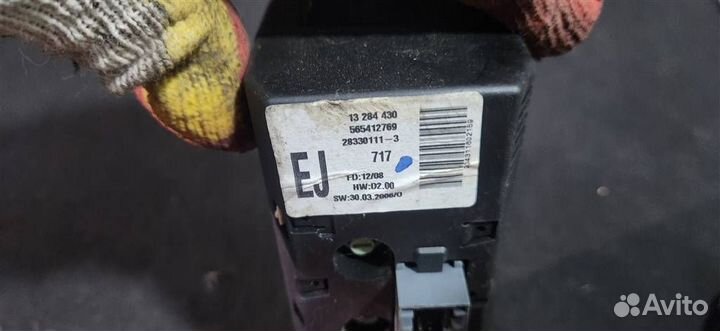 13 284 430
565412769
28330111-3
EJ
717
FD:12/08
HW:D2.00
SW:30.03.2006/0
Avito